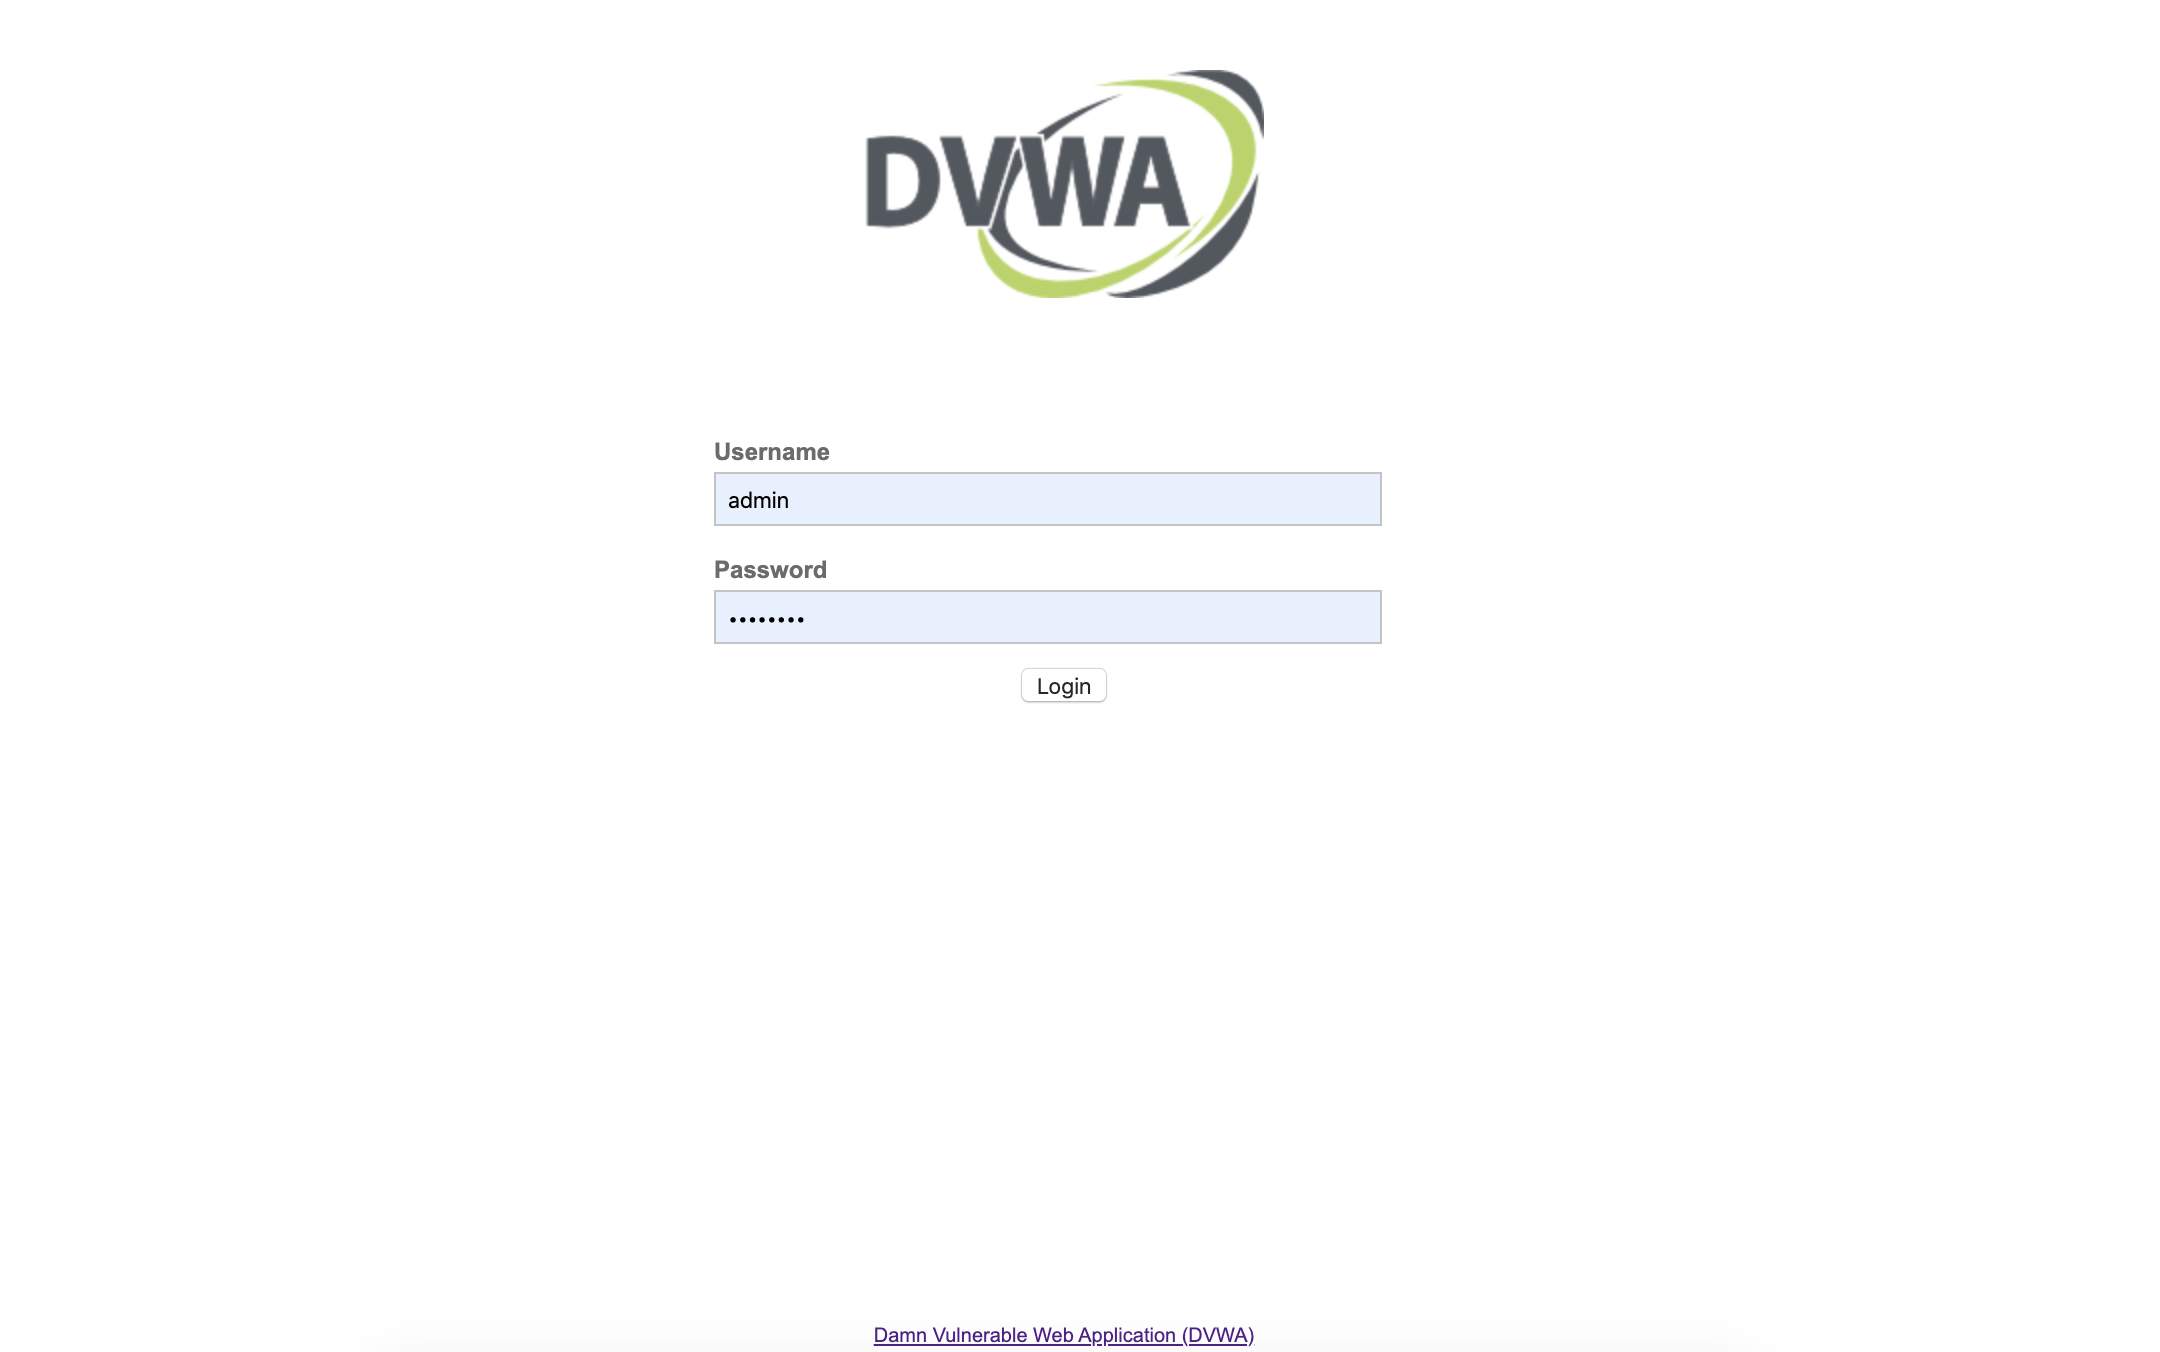 DVWA
Username
admin
Password
••••••••
Login
Damn Vulnerable Web Application (DVWA)